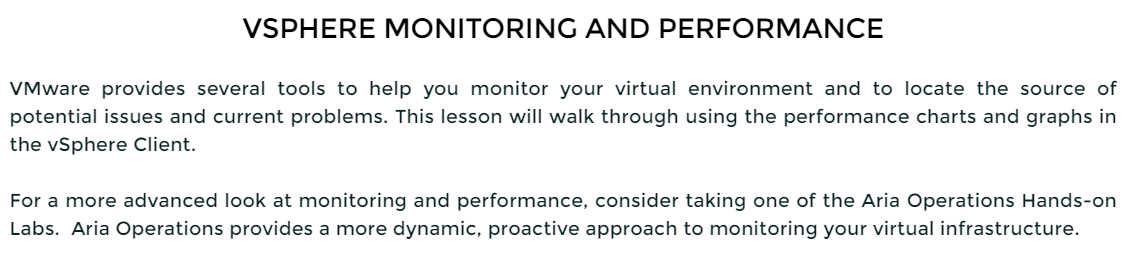 VSPHERE MONITORING AND PERFORMANCE
VMware provides several tools to help you monitor your virtual environment and to locate the source of
potential issues and current problems. This lesson will walk through using the performance charts and graphs in
the vSphere Client.
For a more advanced look at monitoring and performance, consider taking one of the Aria Operations Hands-on
Labs.  Aria Operations provides a more dynamic, proactive approach to monitoring your virtual infrastructure.